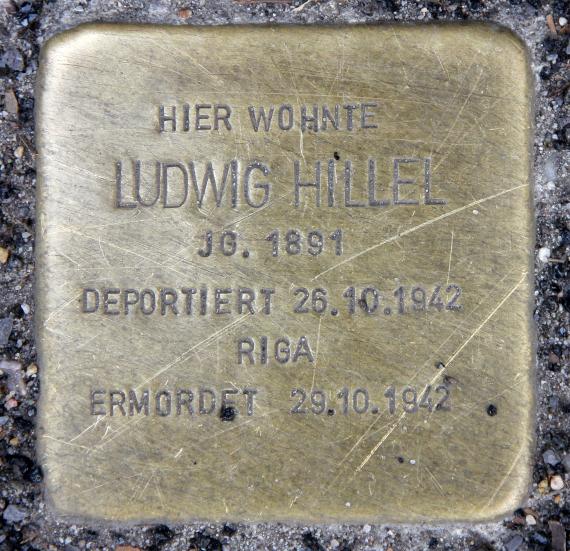 HIER WOHNTE
LUDWIG HILLEL
JG. 1891
DEPORTIERT 26.10.1942
RIGA
ERMORDET 29.10.1942